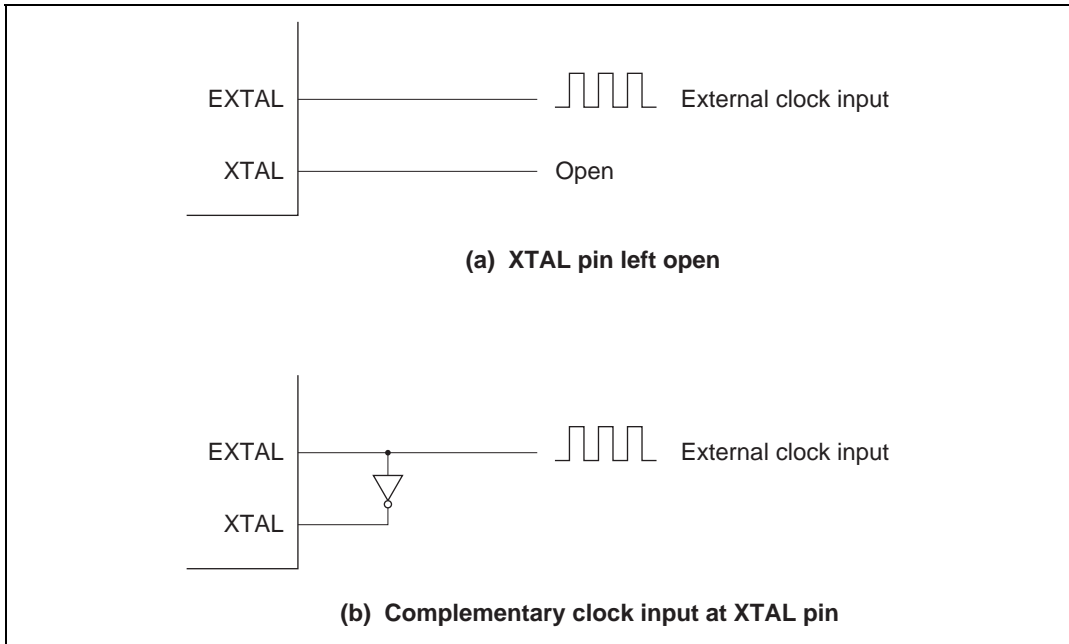 EXTAL External clock input
XTAL Open
(a) XTAL pin left open
EXTAL External clock input
XTAL
(b) Complementary clock input at XTAL pin